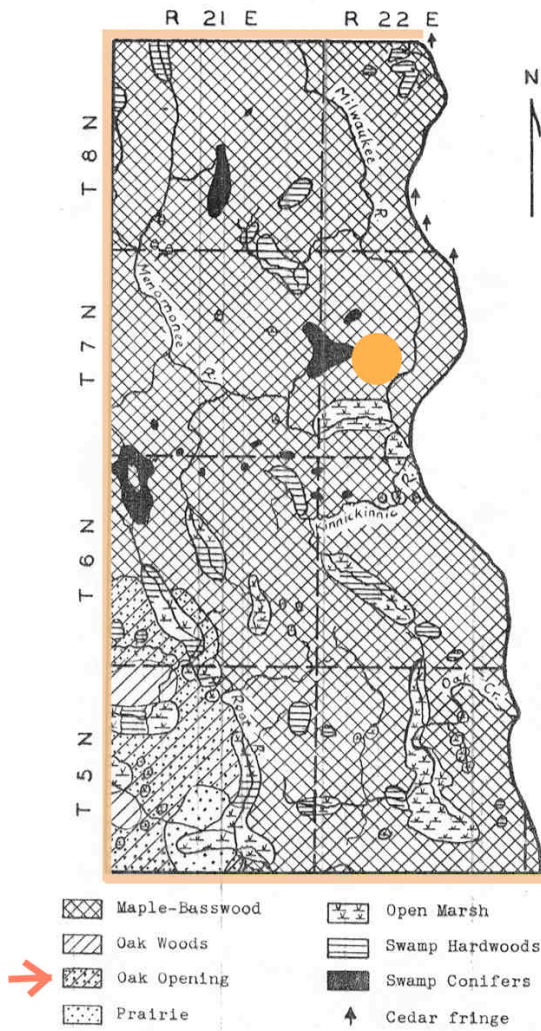 R 21 E R 22 E
N
T 8 N
Milwaukee R.
Menomonee R.
T 7 N
R.
Kinnickinnic
T 6 N
Oak Cr.
Root R.
T 5 N
Maple-Basswood
Oak Woods
Oak Opening
Prairie
Open Marsh
Swamp Hardwoods
Swamp Conifers
Cedar fringe